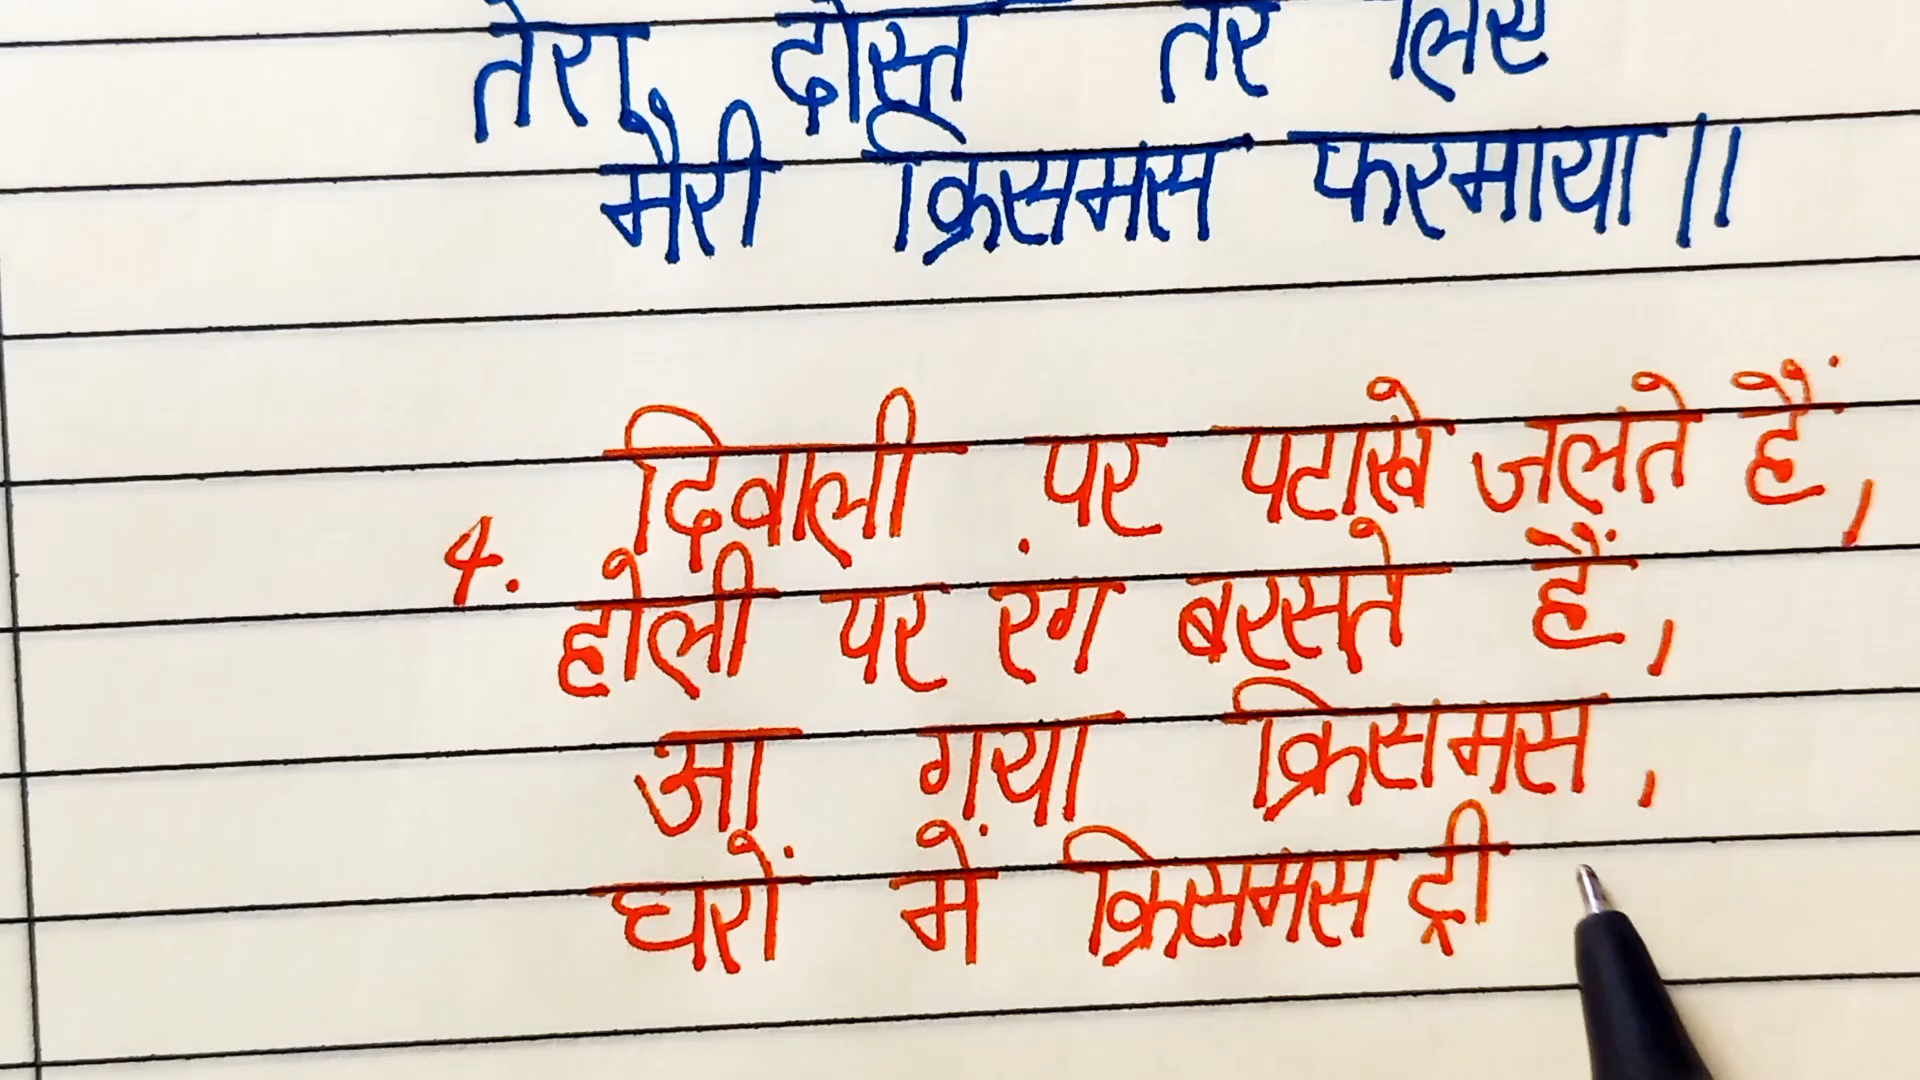 तेरा दोस्त तेरे लिए
मैरी क्रिसमस फरमाया||
4. दिवाली पर पटाखे जलते हैं,
होली पर रंग बरसते हैं,
आ गया क्रिसमस,
घरों में क्रिसमस ट्री